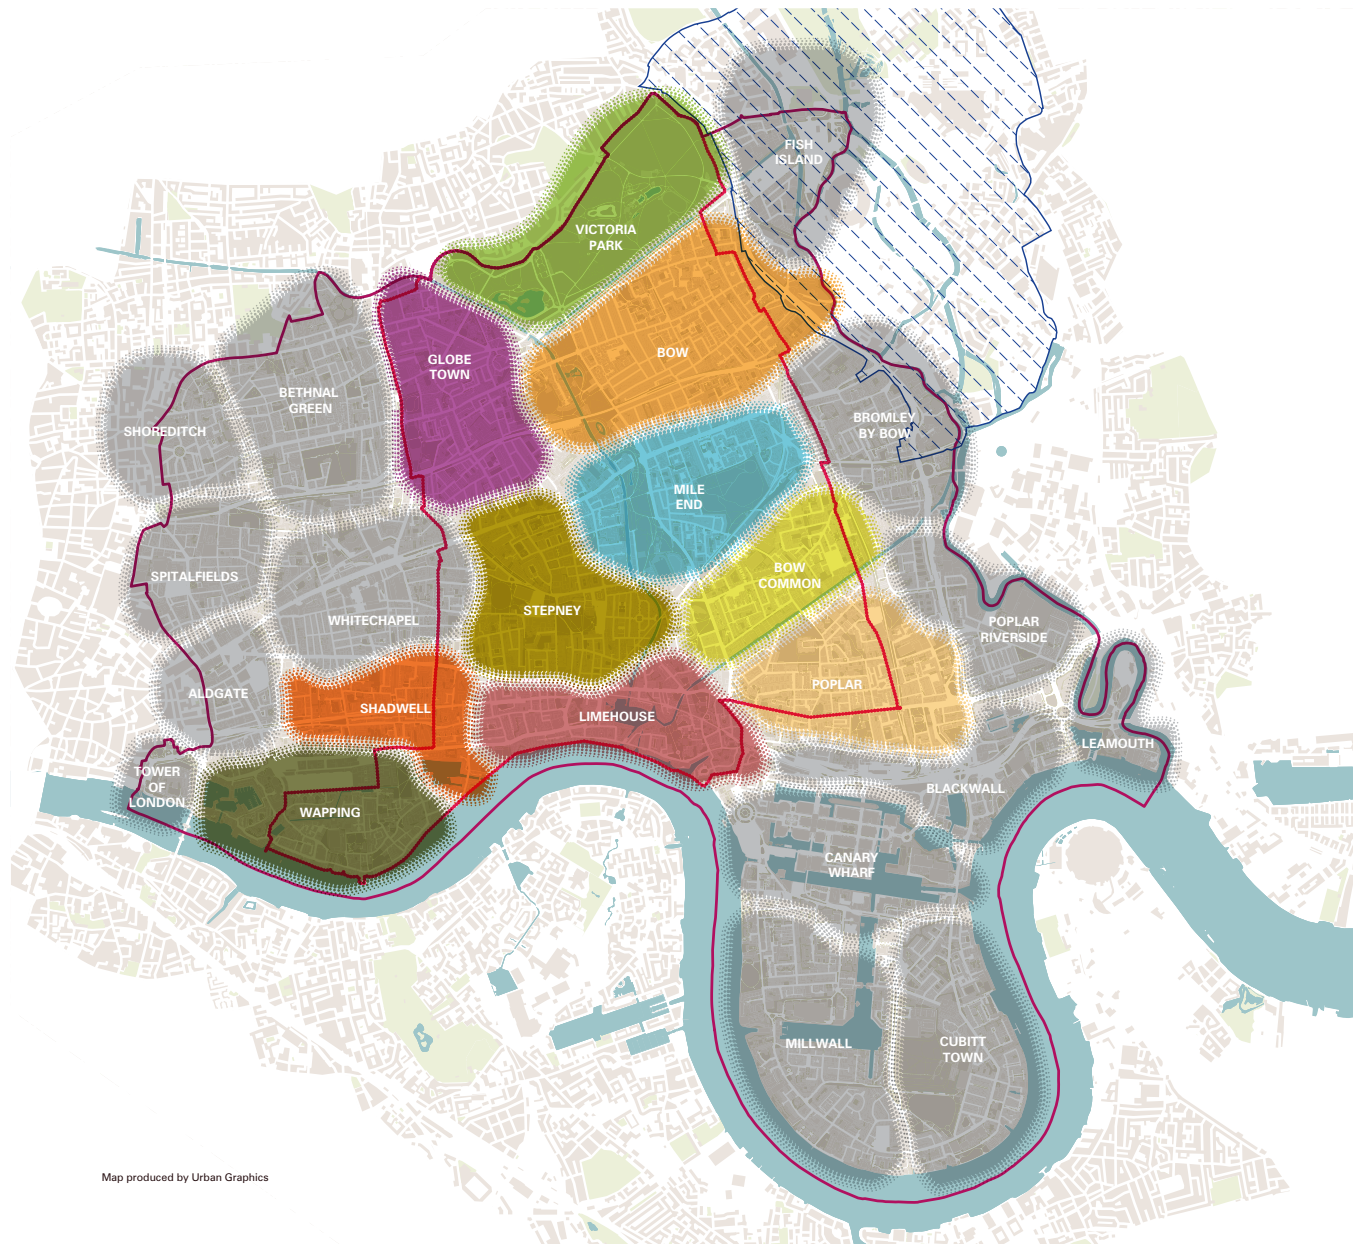 FISH
ISLAND
VICTORIA
PARK
BOW
GLOBE
TOWN
BETHNAL
GREEN
SHOREDITCH
BROMLEY
BY BOW
MILE
END
SPITALFIELDS
BOW
COMMON
STEPNEY
WHITECHAPEL
POPLAR
RIVERSIDE
ALDGATE
POPLAR
SHADWELL
LIMEHOUSE
LEAMOUTH
TOWER
OF
LONDON
BLACKWALL
WAPPING
CANARY
WHARF
MILLWALL
CUBITT
TOWN
Map produced by Urban Graphics